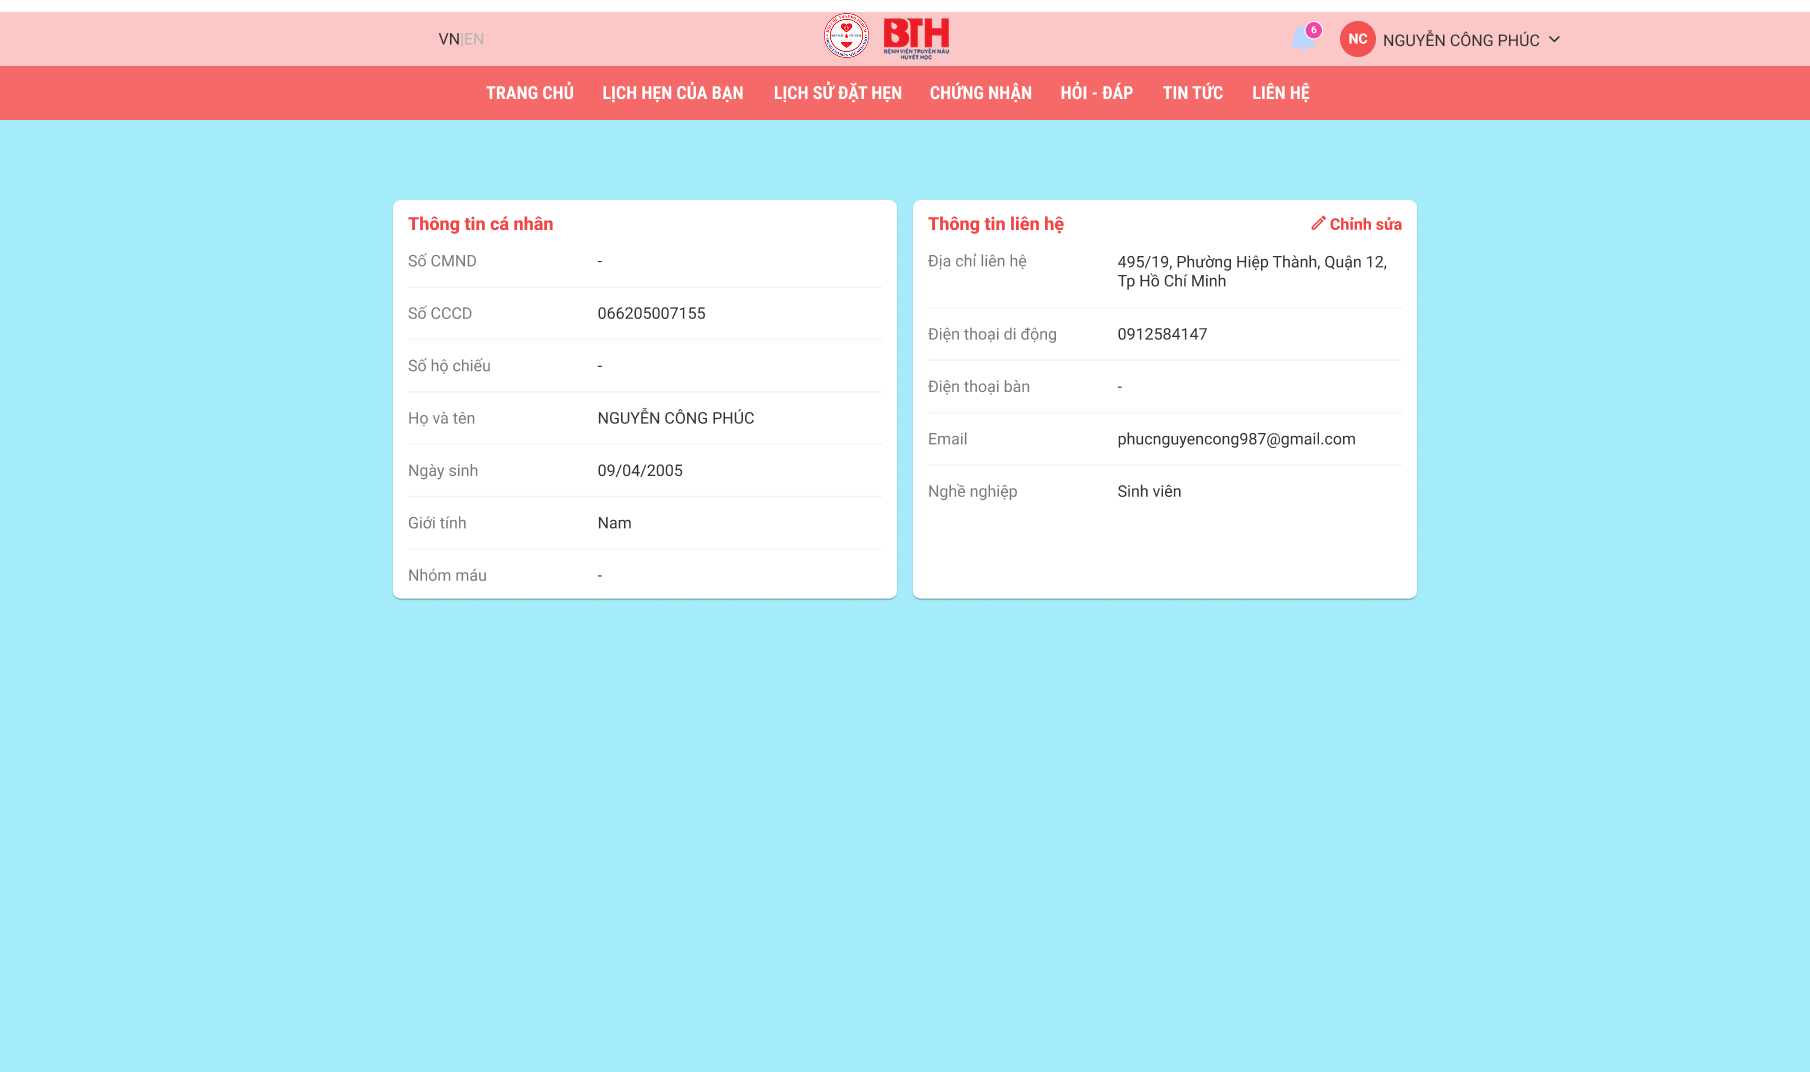 VN|EN
BTH
BỆNH VIỆN TRUYỀN MÁU
HUYẾT HỌC
6
NC
NGUYỄN CÔNG PHÚC
TRANG CHỦ
LỊCH HẸN CỦA BẠN
LỊCH SỬ ĐẶT HẸN
CHỨNG NHẬN
HỎI - ĐÁP
TIN TỨC
LIÊN HỆ
Thông tin cá nhân
Số CMND
-
Số CCCD
066205007155
Số hộ chiếu
-
Họ và tên
NGUYỄN CÔNG PHÚC
Ngày sinh
09/04/2005
Giới tính
Nam
Nhóm máu
-
Thông tin liên hệ
Chỉnh sửa
Địa chỉ liên hệ
495/19, Phường Hiệp Thành, Quận 12,
Tp Hồ Chí Minh
Điện thoại di động
0912584147
Điện thoại bàn
-
Email
phucnguyencong987@gmail.com
Nghề nghiệp
Sinh viên